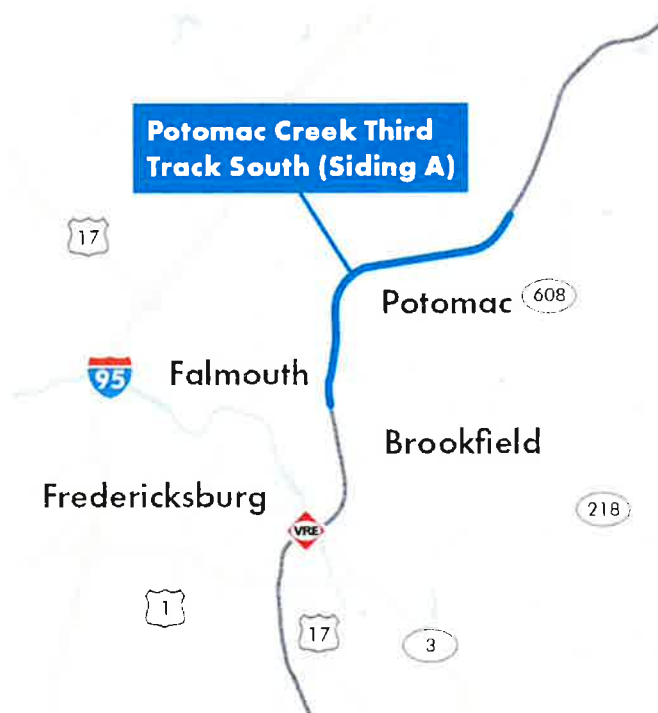 Potomac Creek Third
Track South (Siding A)
17
Potomac
608
95
Falmouth
Brookfield
Fredericksburg
218
VRE
1
17
3